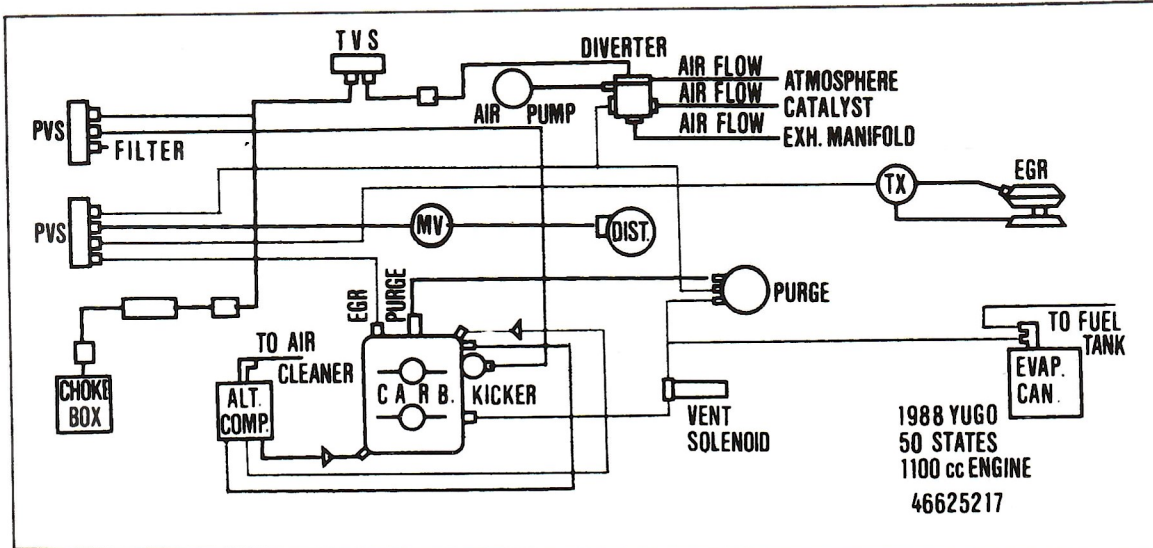 TVS
DIVERTER
AIR PUMP
AIR FLOW
ATMOSPHERE
AIR FLOW
CATALYST
AIR FLOW
EXH. MANIFOLD
PVS
FILTER
PVS
MV
DIST.
TX
EGR
EGR
PURGE
PURGE
TO AIR
CLEANER
CHOKE
BOX
ALT.
COMP.
CARB.
KICKER
VENT
SOLENOID
TO FUEL
TANK
EVAP.
CAN.
1988 YUGO
50 STATES
1100 cc ENGINE
46625217